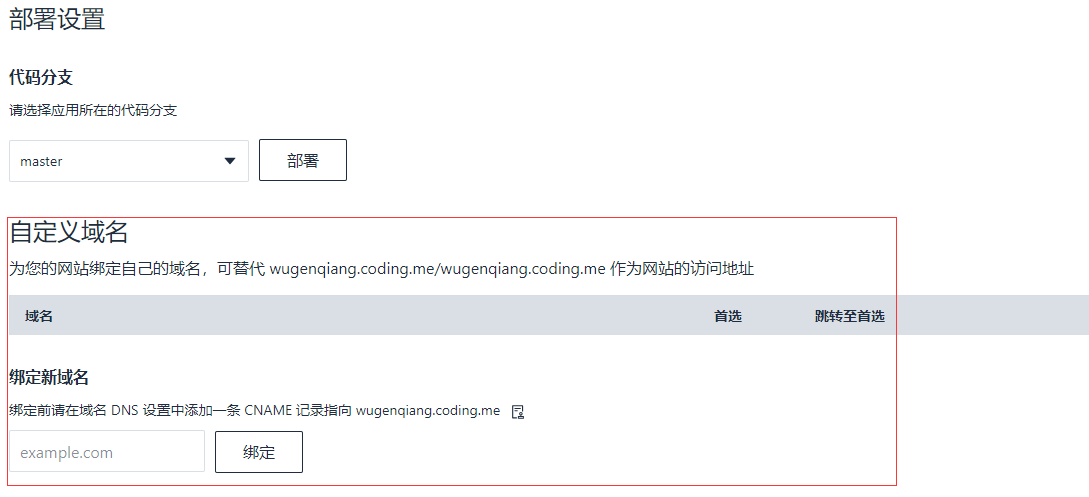 部署设置
代码分支
请选择应用所在的代码分支
master
部署
自定义域名
为您的网站绑定自己的域名，可替代 wugenqiang.coding.me/wugenqiang.coding.me 作为网站的访问地址
域名 首选 跳转至首选
绑定新域名
绑定前请在域名 DNS 设置中添加一条 CNAME 记录指向 wugenqiang.coding.me
example.com
绑定